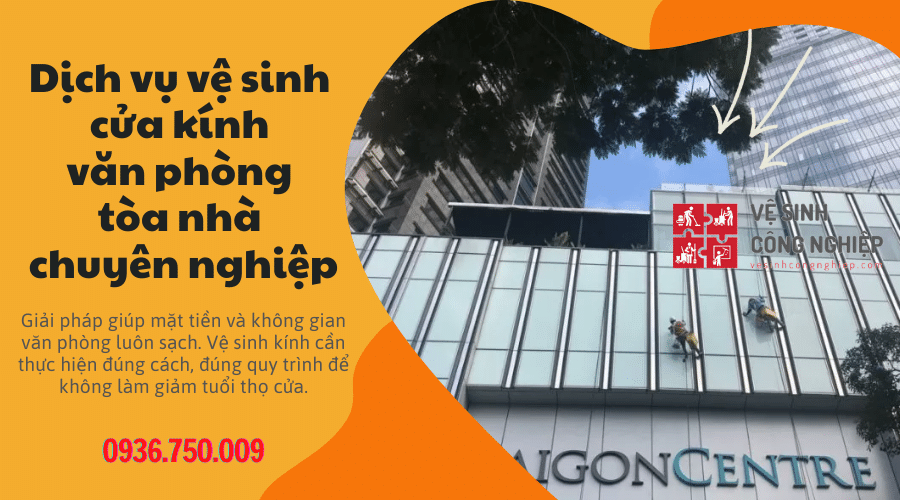 Dịch vụ vệ sinh
cửa kính
văn phòng
tòa nhà
chuyên nghiệp
Giải pháp giúp mặt tiền và không gian
văn phòng luôn sạch. Vệ sinh kính cần
thực hiện đúng cách, đúng quy trình để
không làm giảm tuổi thọ cửa.
0936.750.009
VỆ SINH
CÔNG NGHIỆP
vesinhcongnghiep.com
AIGONCENTRE